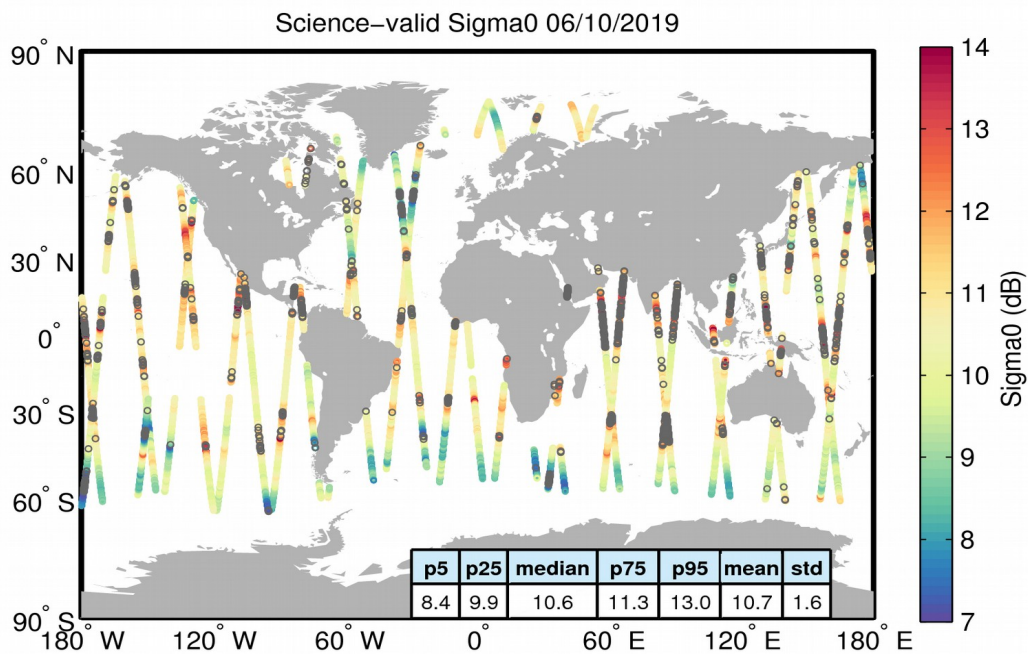 Science−valid Sigma0 06/10/2019
90° N
60° N
30° N
0°
30° S
60° S
90° S
180° W
120° W
60° W
0°
60° E
120° E
180° E
p5 p25 median p75 p95 mean std
8.4 9.9 10.6 11.3 13.0 10.7 1.6
14
13
12
11
10
9
8
7
Sigma0 (dB)